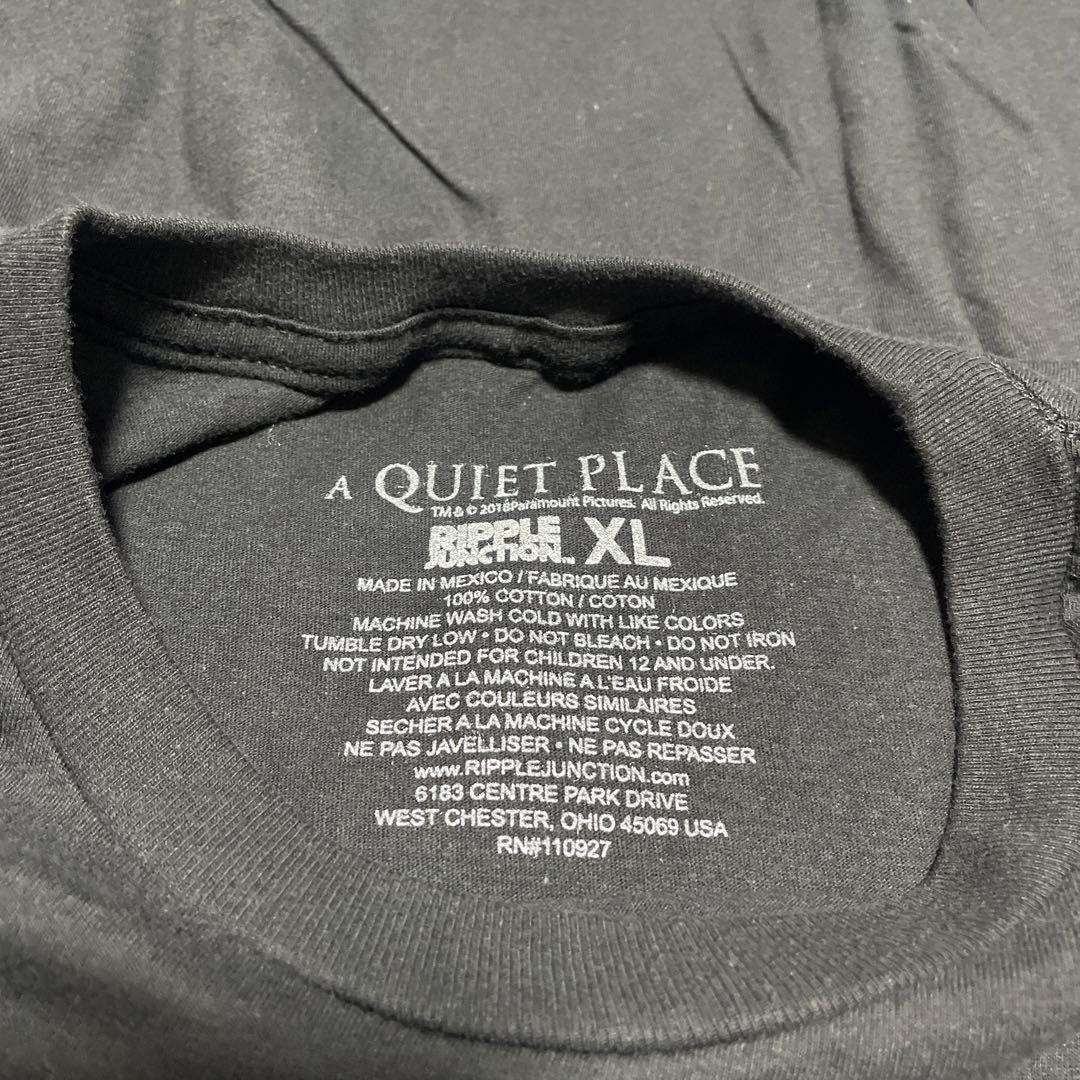 A QUIET PLACE
TM & © 2018Paramount Pictures. All Rights Reserved.
RIPPLE JUNCTION™ XL
MADE IN MEXICO / FABRIQUE AU MEXIQUE
100% COTTON / COTON
MACHINE WASH COLD WITH LIKE COLORS
TUMBLE DRY LOW • DO NOT BLEACH • DO NOT IRON
NOT INTENDED FOR CHILDREN 12 AND UNDER.
LAVER A LA MACHINE A L'EAU FROIDE
AVEC COULEURS SIMILAIRES
SECHER A LA MACHINE CYCLE DOUX
NE PAS JAVELLISER • NE PAS REPASSER
www.RIPPLEJUNCTION.com
6183 CENTRE PARK DRIVE
WEST CHESTER, OHIO 45069 USA
RN#110927